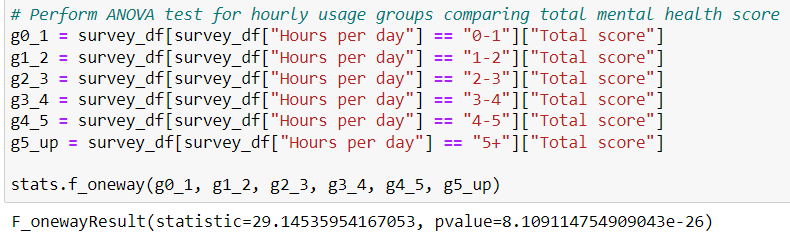 # Perform ANOVA test for hourly usage groups comparing total mental health score
g0_1 = survey_df[survey_df["Hours per day"] == "0-1"]["Total score"]
g1_2 = survey_df[survey_df["Hours per day"] == "1-2"]["Total score"]
g2_3 = survey_df[survey_df["Hours per day"] == "2-3"]["Total score"]
g3_4 = survey_df[survey_df["Hours per day"] == "3-4"]["Total score"]
g4_5 = survey_df[survey_df["Hours per day"] == "4-5"]["Total score"]
g5_up = survey_df[survey_df["Hours per day"] == "5+"]["Total score"]
stats.f_oneway(g0_1, g1_2, g2_3, g3_4, g4_5, g5_up)
F_onewayResult(statistic=29.14535954167053, pvalue=8.109114754909043e-26)